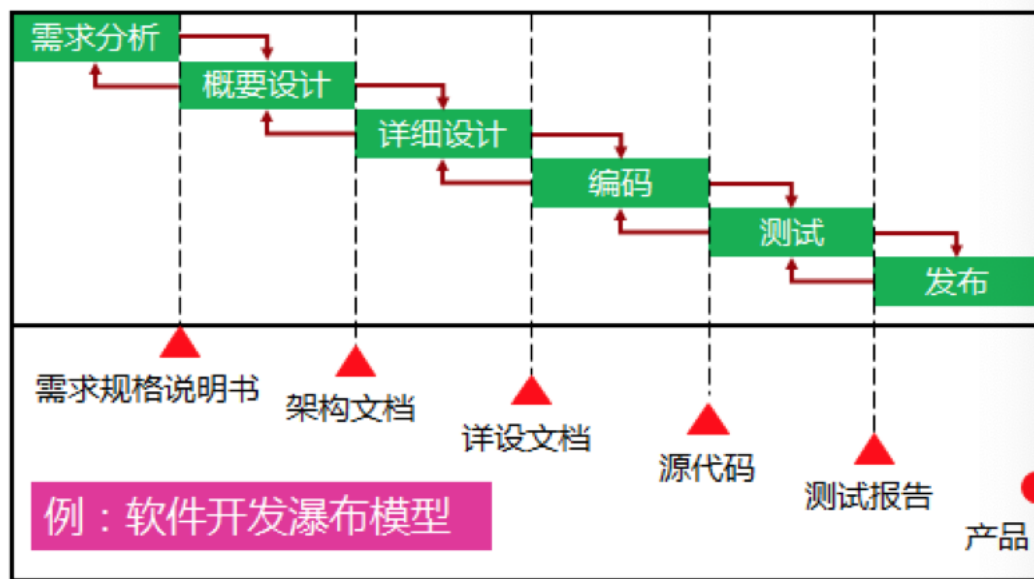 需求分析
概要设计
详细设计
编码
测试
发布
需求规格说明书
架构文档
详设文档
源代码
测试报告
产品
例：软件开发瀑布模型